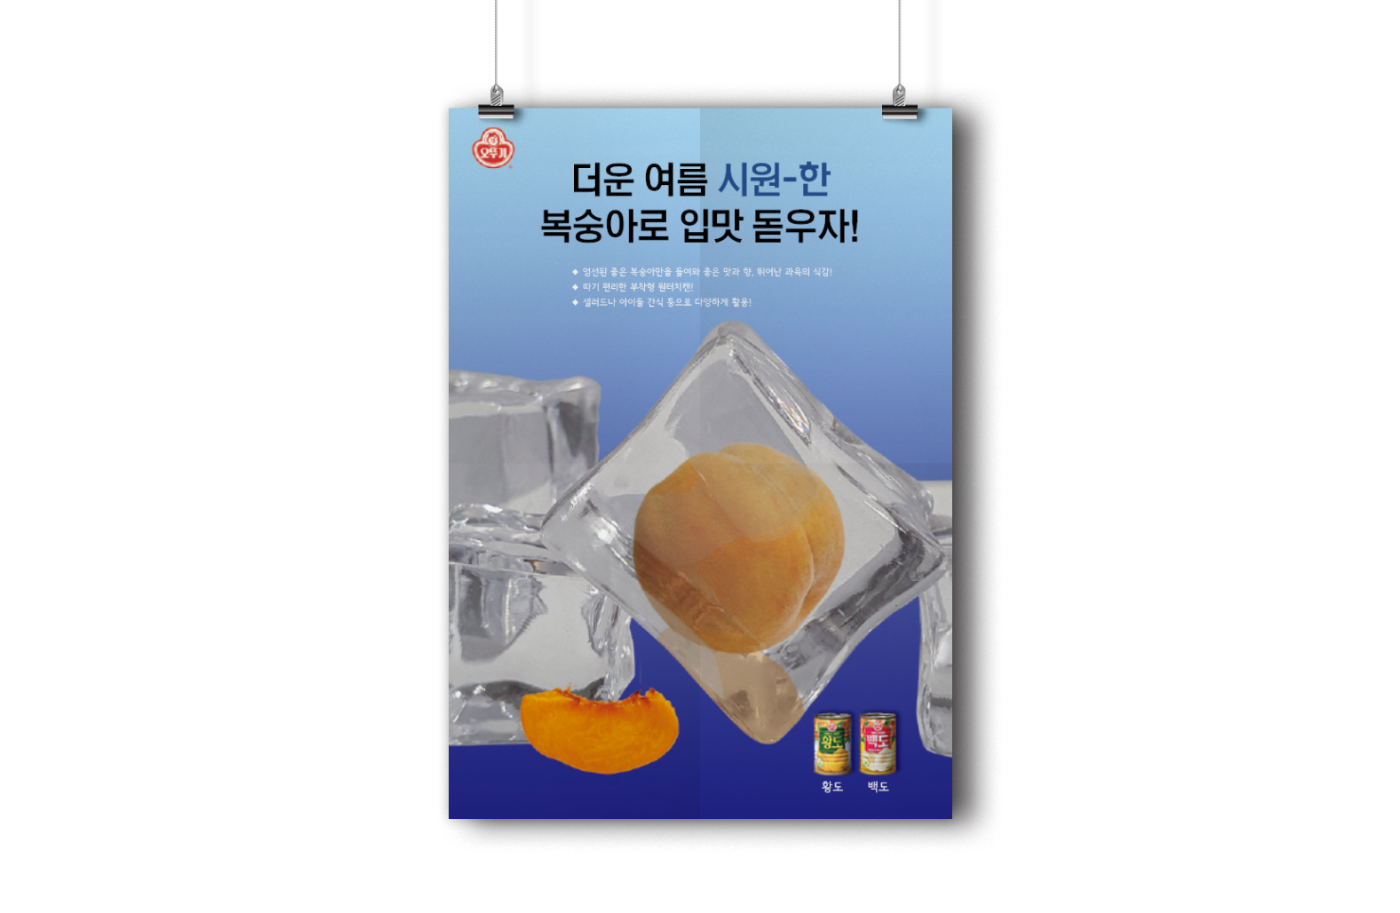 오뚜기
더운 여름 시원-한
복숭아로 입맛 돋우자!
◆ 엄선된 좋은 복숭아만을 들여와 좋은 맛과 향, 뛰어난 과육의 식감!
◆ 따기 편리한 부착형 원터치캔!
◆ 샐러드나 아이들 간식 등으로 다양하게 활용!
황도 백도
황도 백도